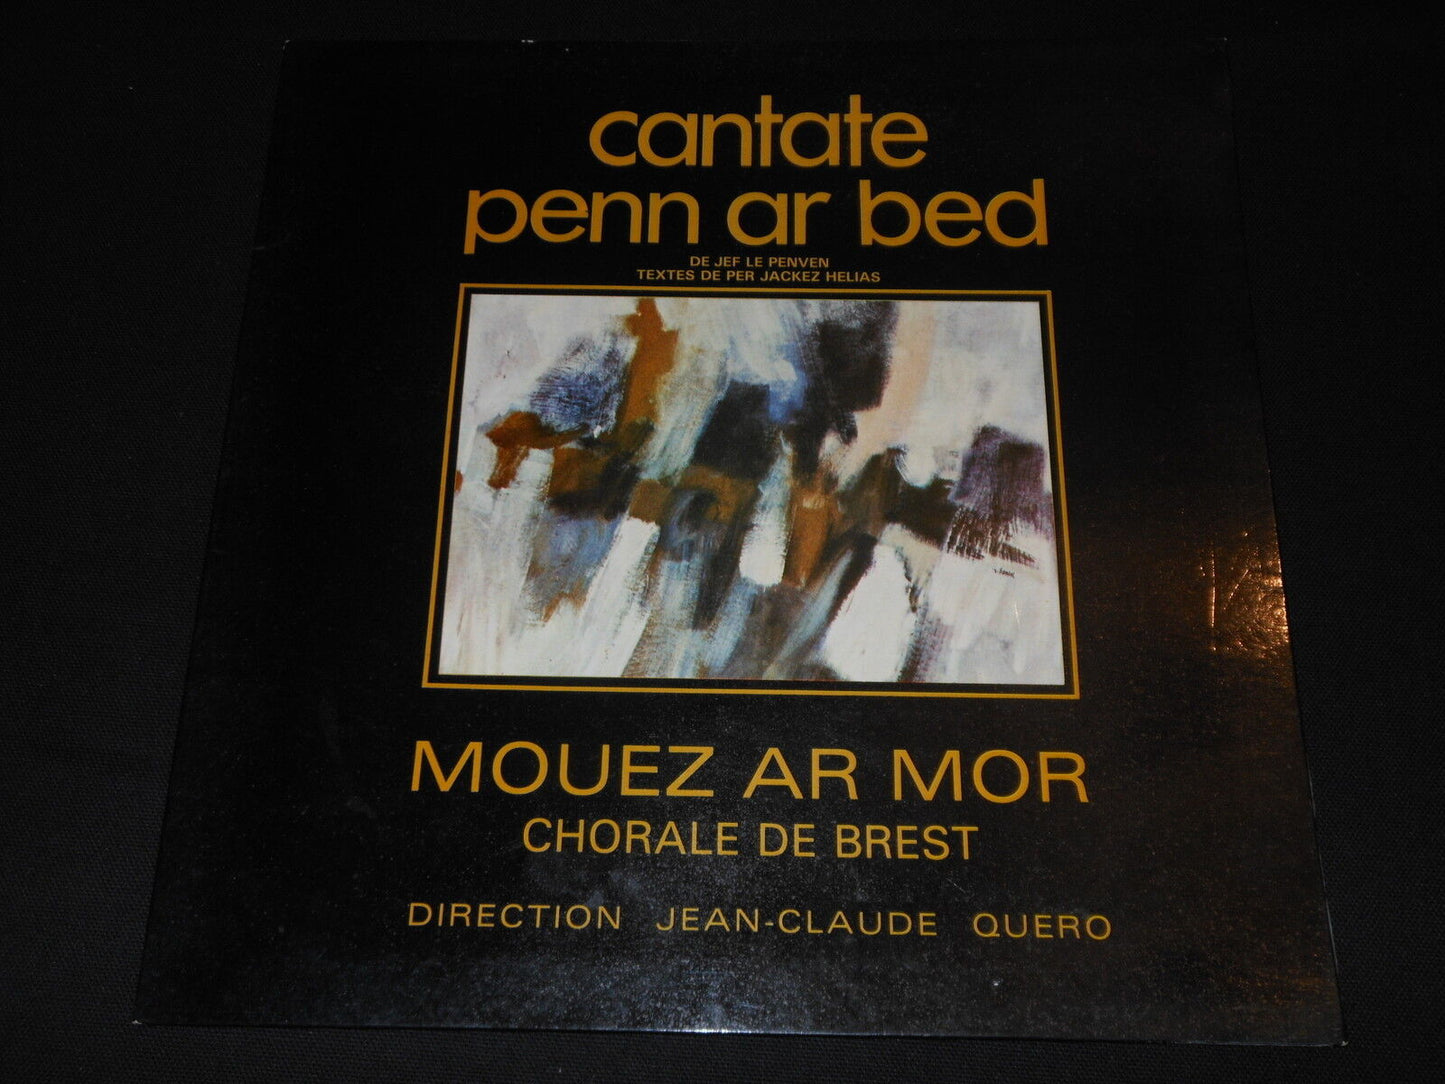 cantate
penn ar bed
DE JEF LE PENVEN
TEXTES DE PER JACKEZ HELIAS
MOUEZ AR MOR
CHORALE DE BREST
DIRECTION JEAN-CLAUDE QUERO